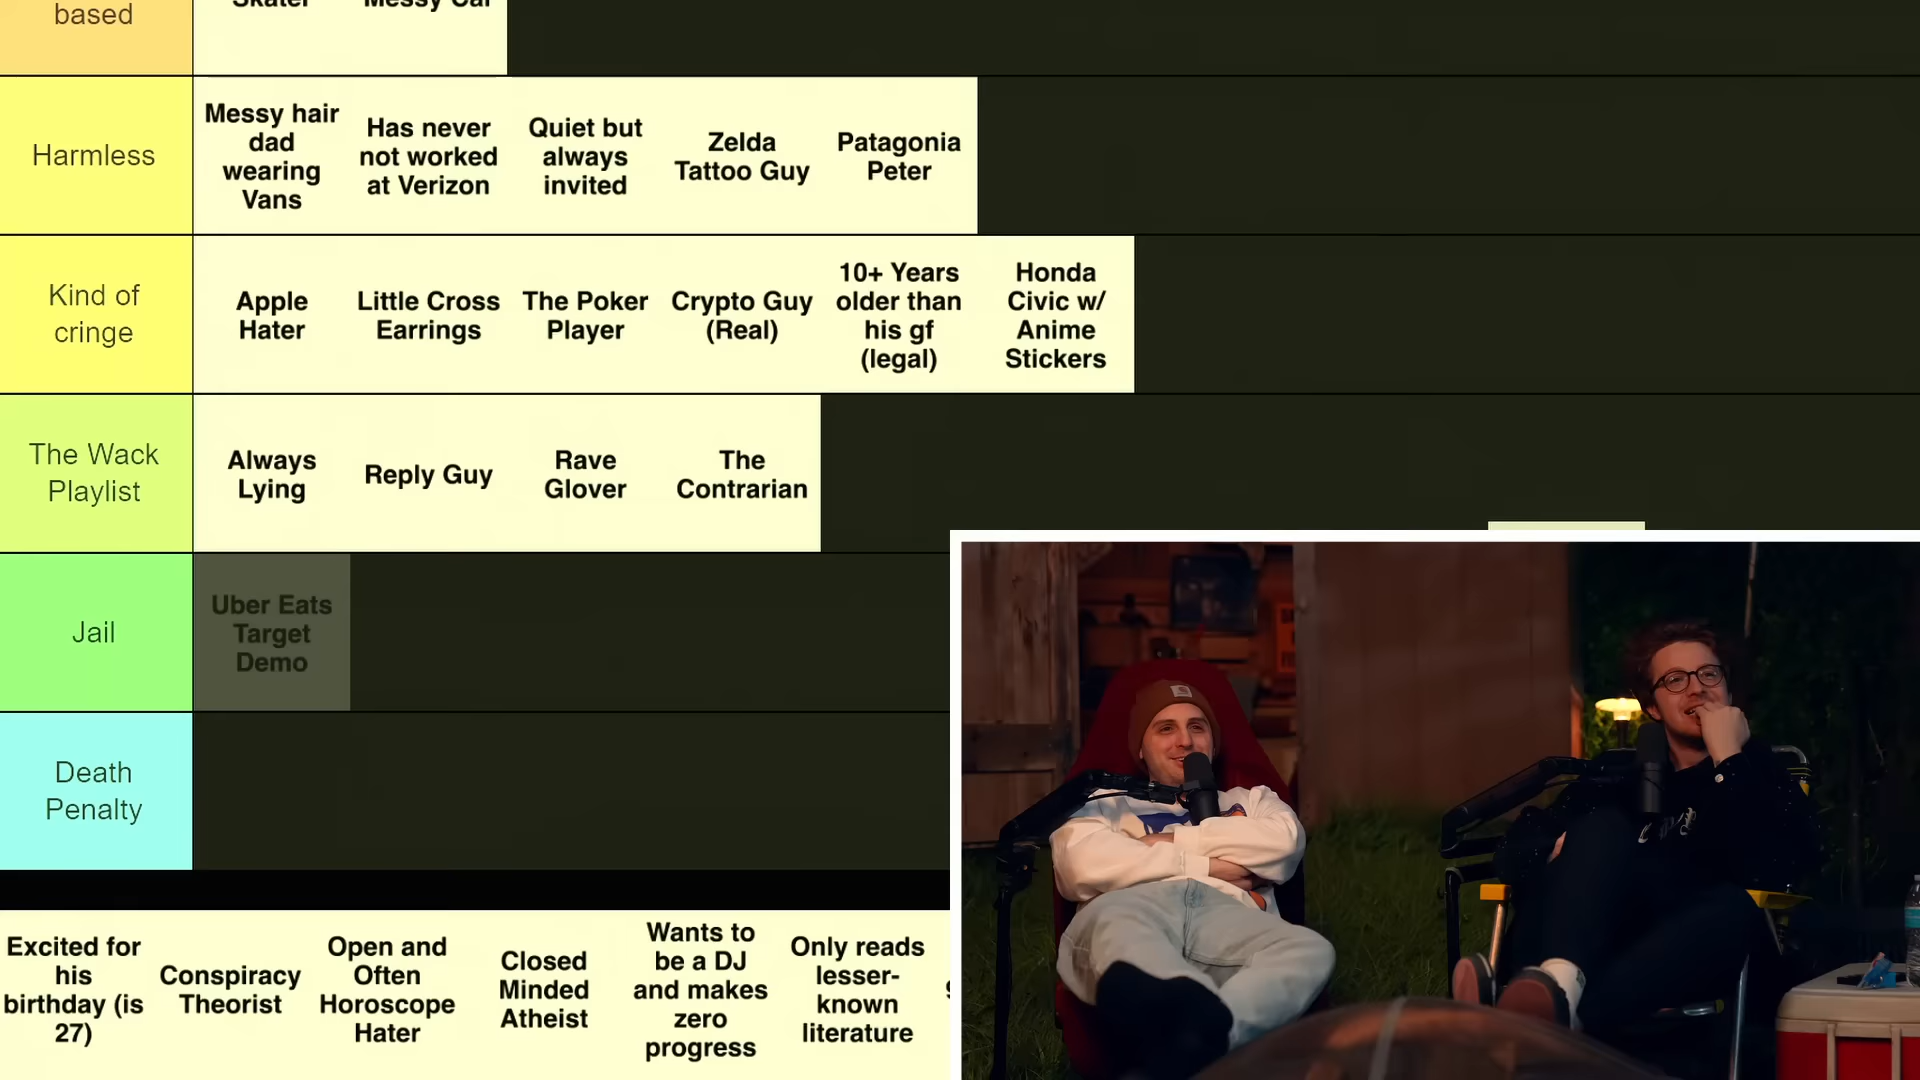 based
Skater
Messy Car
Harmless
Messy hair
dad
wearing
Vans
Has never
not worked
at Verizon
Quiet but
always
invited
Zelda
Tattoo Guy
Patagonia
Peter
Kind of
cringe
Apple
Hater
Little Cross
Earrings
The Poker
Player
Crypto Guy
(Real)
10+ Years
older than
his gf
(legal)
Honda
Civic w/
Anime
Stickers
The Wack
Playlist
Always
Lying
Reply Guy
Rave
Glover
The
Contrarian
Jail
Uber Eats
Target
Demo
Death
Penalty
Excited for
his
birthday (is
27)
Conspiracy
Theorist
Open and
Often
Horoscope
Hater
Closed
Minded
Atheist
Wants to
be a DJ
and makes
zero
progress
Only reads
lesser-
known
literature